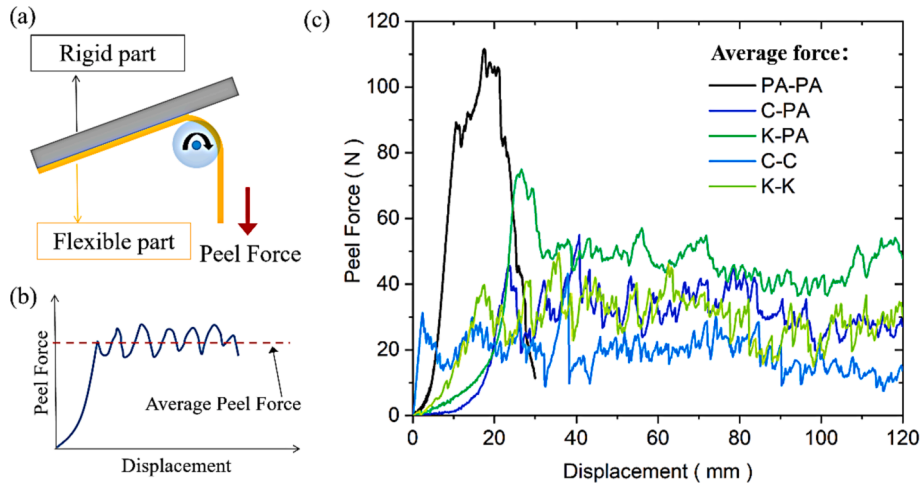 (a)
Rigid part
Flexible part
Peel Force
(b)
Peel Force
Average Peel Force
Displacement
(c)
Peel Force ( N )
120
110
100
80
60
40
20
0
0
20
40
60
80
100
120
Displacement ( mm )
Average force:
PA-PA
C-PA
K-PA
C-C
K-K